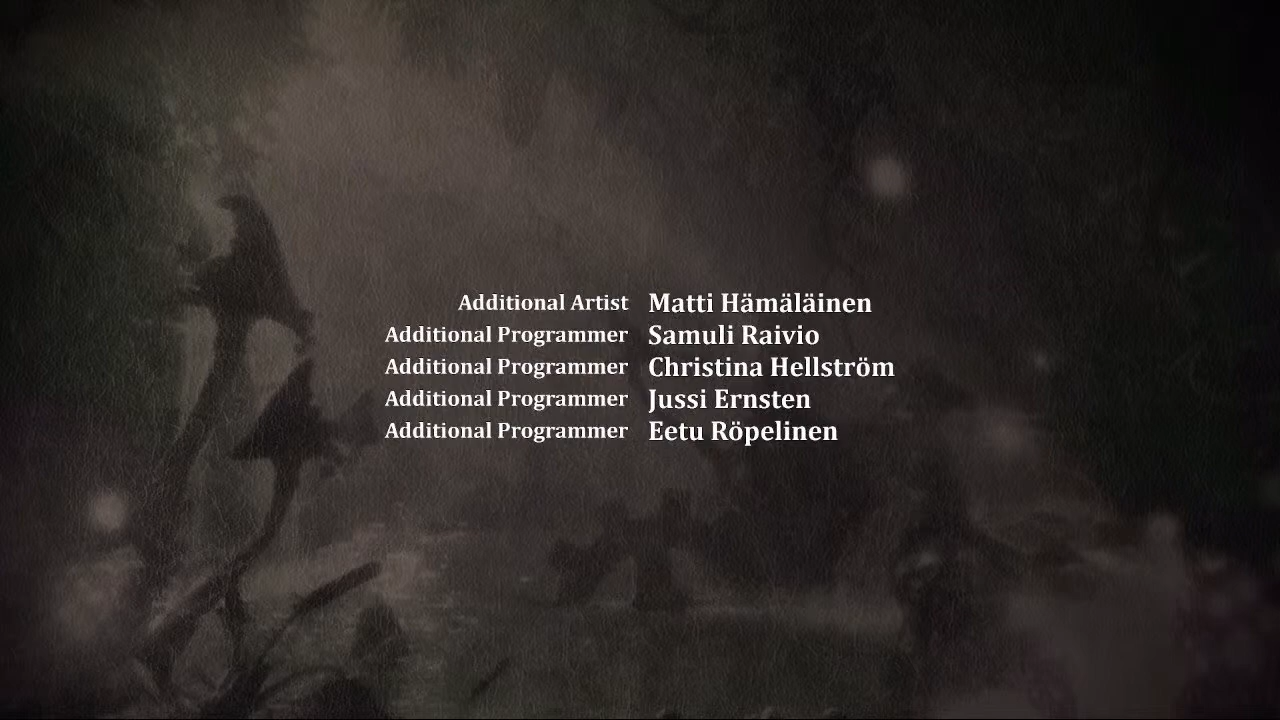 Additional Artist Matti Hämäläinen
Additional Programmer Samuli Raivio
Additional Programmer Christina Hellström
Additional Programmer Jussi Ernsten
Additional Programmer Eetu Röpelinen